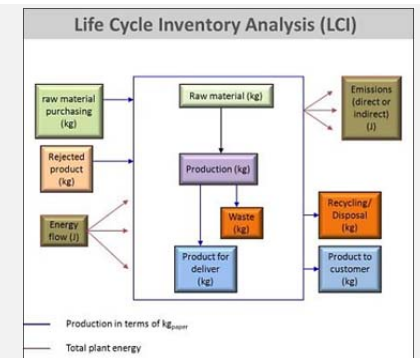 Life Cycle Inventory Analysis (LCI)
raw material
purchasing
(kg)
Rejected
product
(kg)
Energy
flow (J)
Raw material (kg)
Production (kg)
Waste
(kg)
Product for
deliver
(kg)
Emissions
(direct or
indirect)
(J)
Recycling/
Disposal
(kg)
Product to
customer
(kg)
Production in terms of kgpaper
Total plant energy